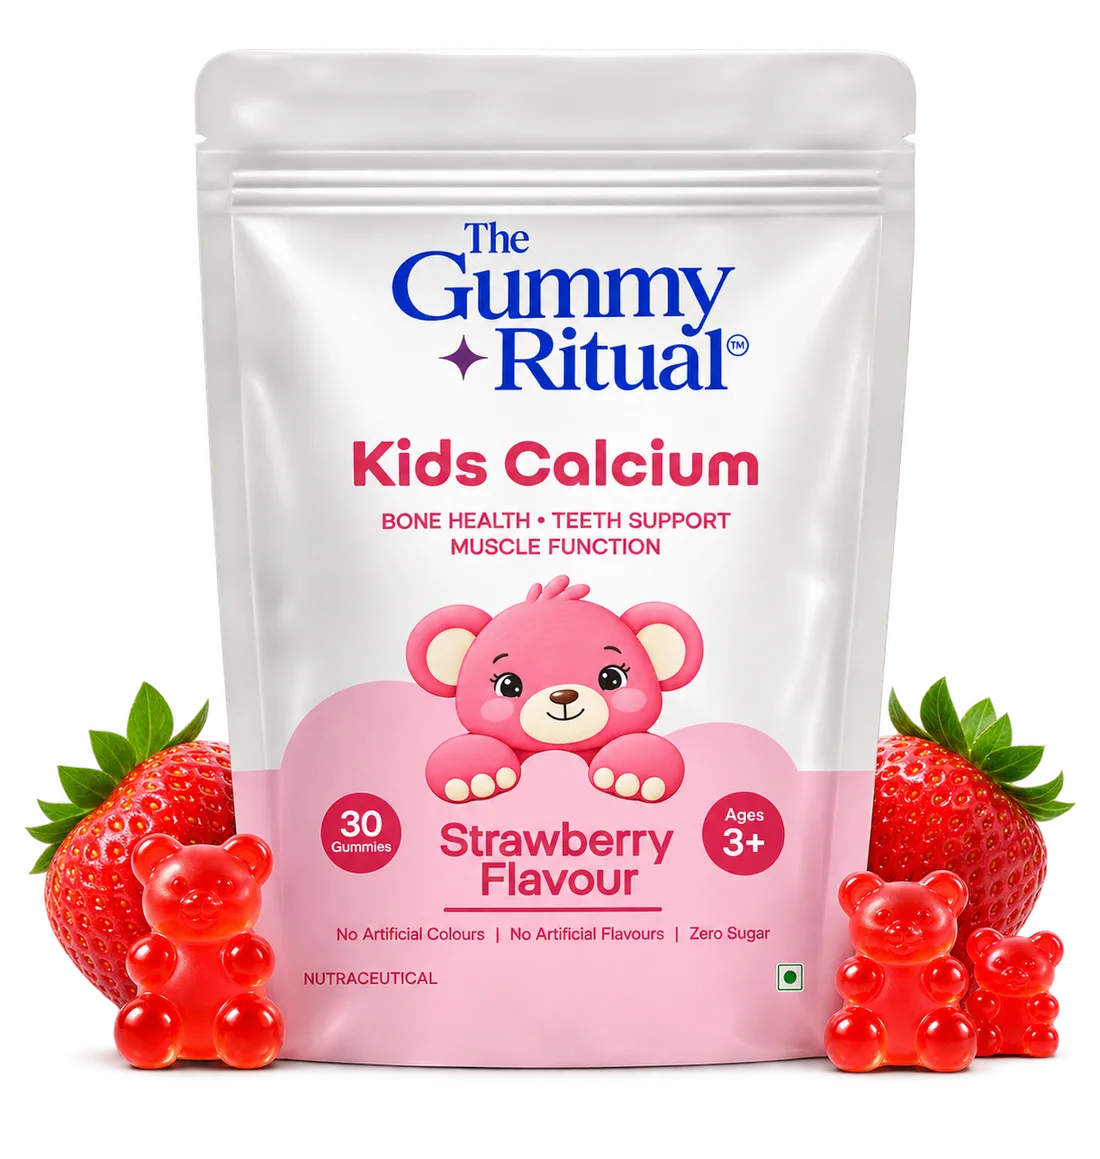 The
Gummy
Ritual™
Kids Calcium
BONE HEALTH • TEETH SUPPORT
MUSCLE FUNCTION
30
Gummies
Ages
3+
Strawberry
Flavour
No Artificial Colours | No Artificial Flavours | Zero Sugar
NUTRACEUTICAL